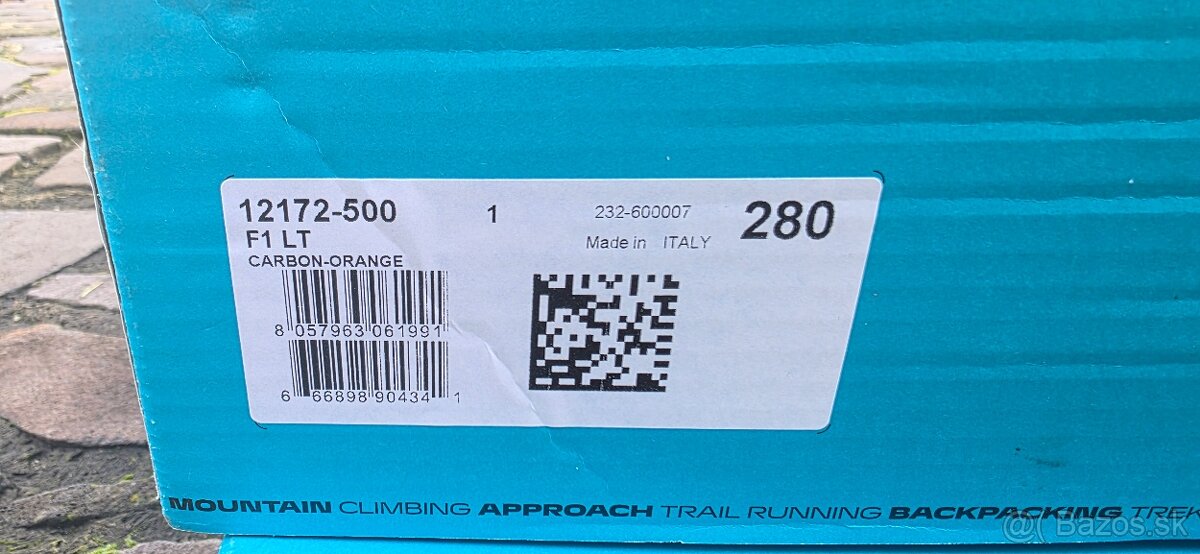 12172-500 1 232-600007 280
F1 LT Made in ITALY
CARBON-ORANGE
8 057963 061991
6 66898 90434 1
MOUNTAIN CLIMBING APPROACH TRAIL RUNNING BACKPACKING TREK
@( Bazos.sk